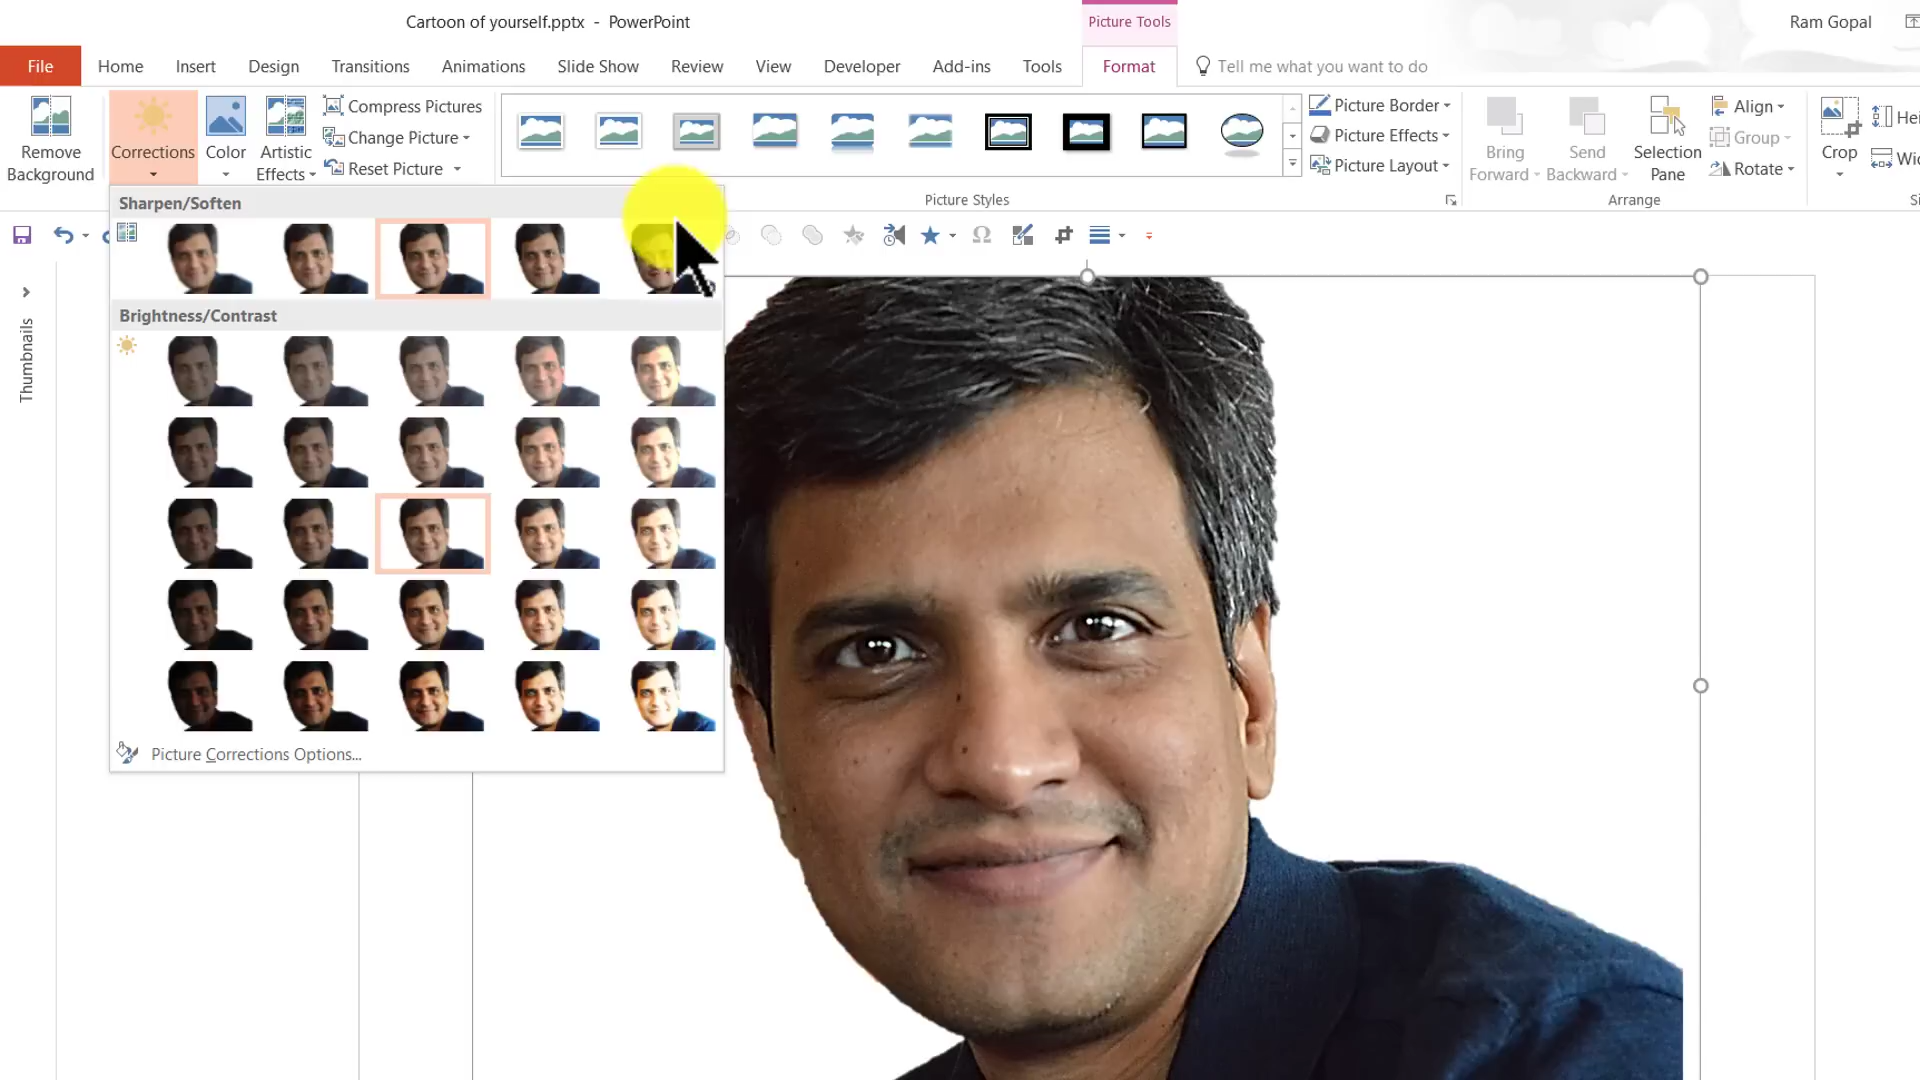 Cartoon of yourself.pptx - PowerPoint
Picture Tools
Ram Gopal
File Home Insert Design Transitions Animations Slide Show Review View Developer Add-ins Tools Format Tell me what you want to do
Remove Background
Corrections
Color
Artistic Effects
Compress Pictures
Change Picture
Reset Picture
Picture Border
Picture Effects
Picture Layout
Bring Forward
Send Backward
Selection Pane
Align
Group
Rotate
Crop
Picture Styles
Arrange
Sharpen/Soften
Brightness/Contrast
Picture Corrections Options...
Thumbnails